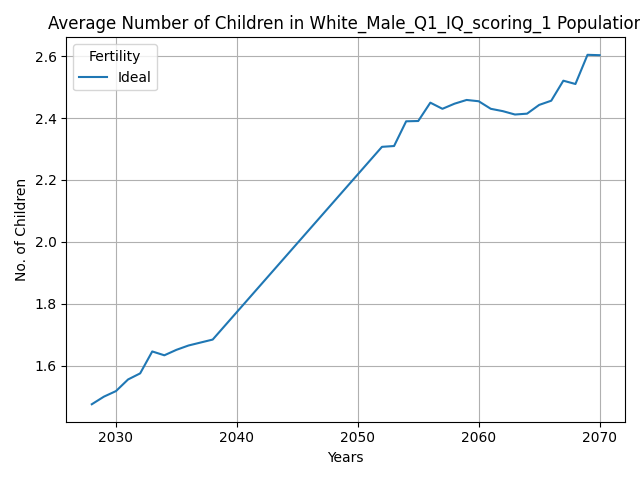 Average Number of Children in White_Male_Q1_IQ_scoring_1 Population
Fertility
Ideal
2.6
2.4
2.2
2.0
1.8
1.6
No. of Children
2030 2040 2050 2060 2070
Years